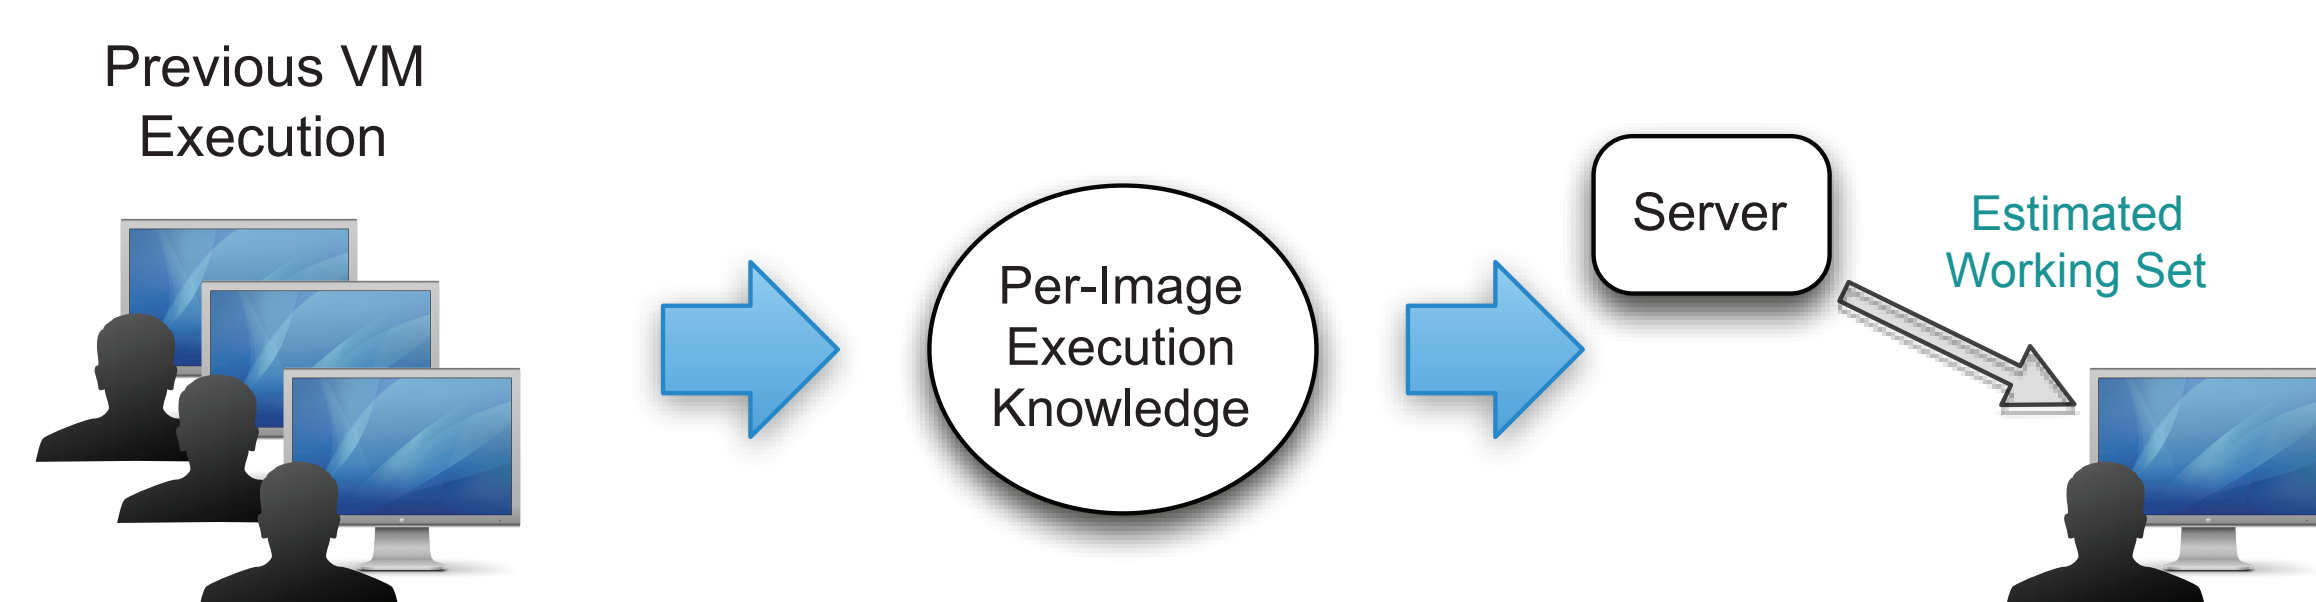 Previous VM
Execution
Per-Image
Execution
Knowledge
Server
Estimated
Working Set